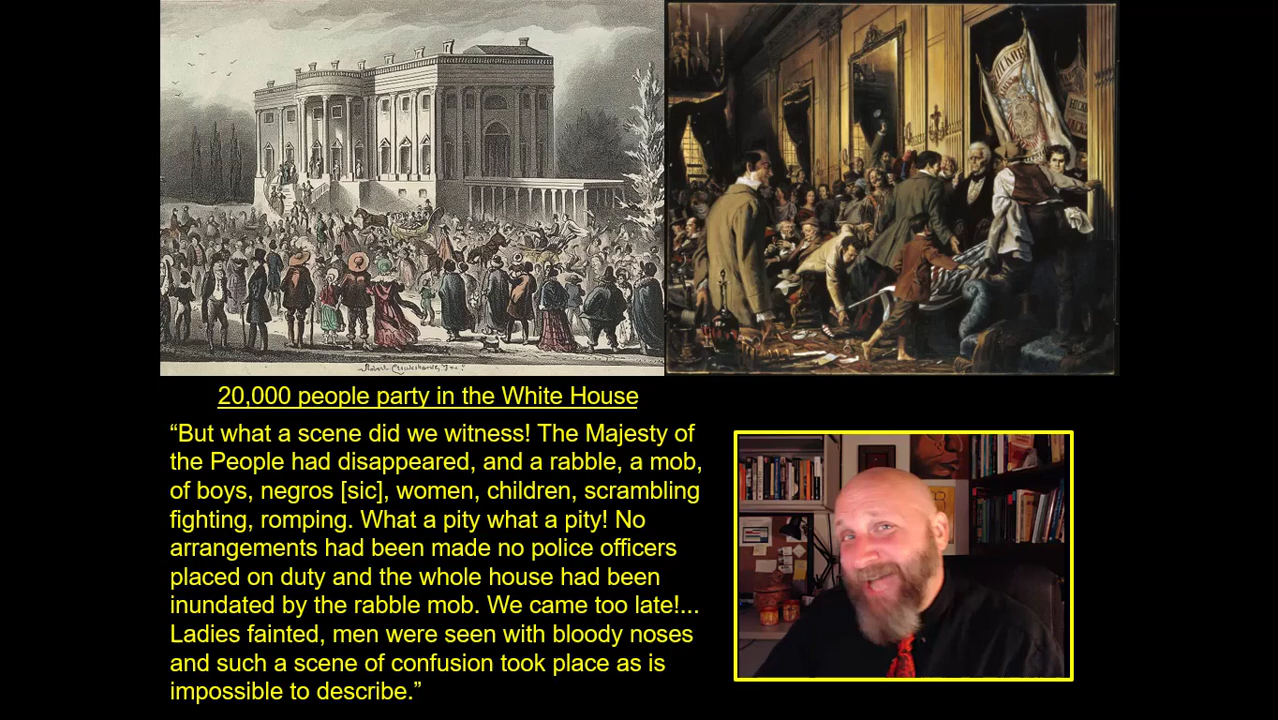 20,000 people party in the White House
“But what a scene did we witness! The Majesty of
the People had disappeared, and a rabble, a mob,
of boys, negros [sic], women, children, scrambling
fighting, romping. What a pity what a pity! No
arrangements had been made no police officers
placed on duty and the whole house had been
inundated by the rabble mob. We came too late!...
Ladies fainted, men were seen with bloody noses
and such a scene of confusion took place as is
impossible to describe.”